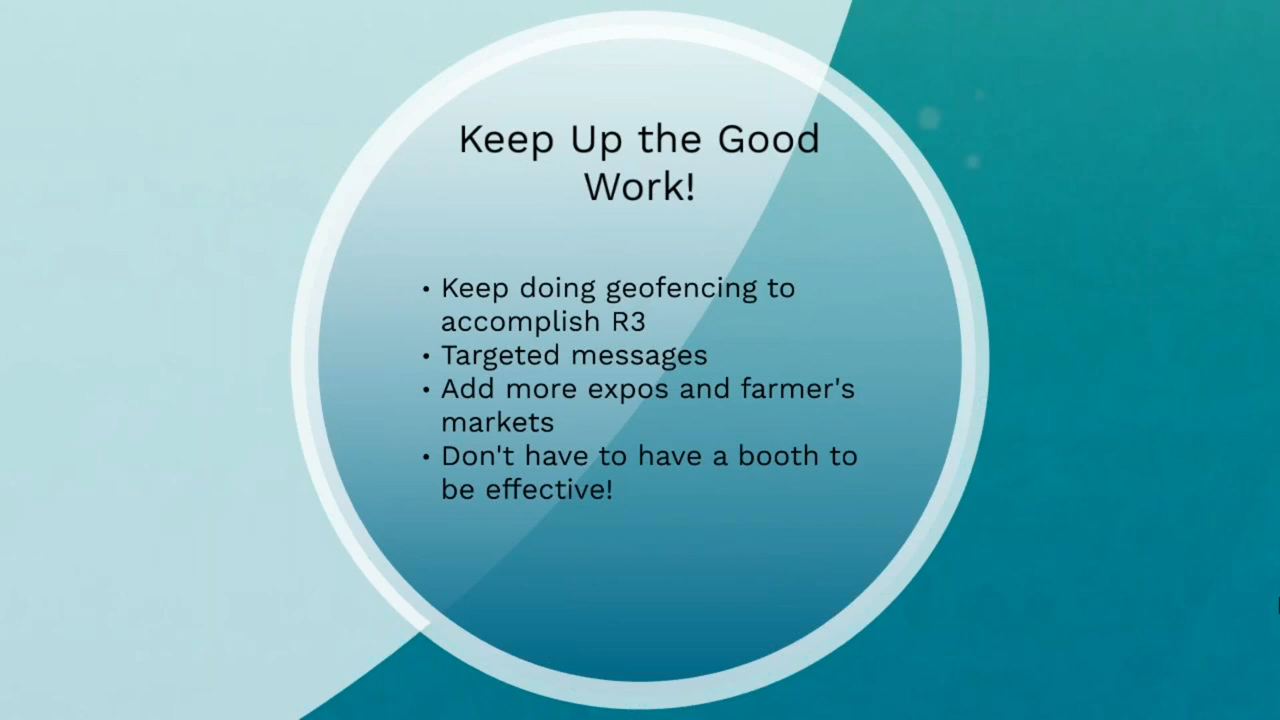 Keep Up the Good
Work!
• Keep doing geofencing to
accomplish R3
• Targeted messages
• Add more expos and farmer's
markets
• Don't have to have a booth to
be effective!